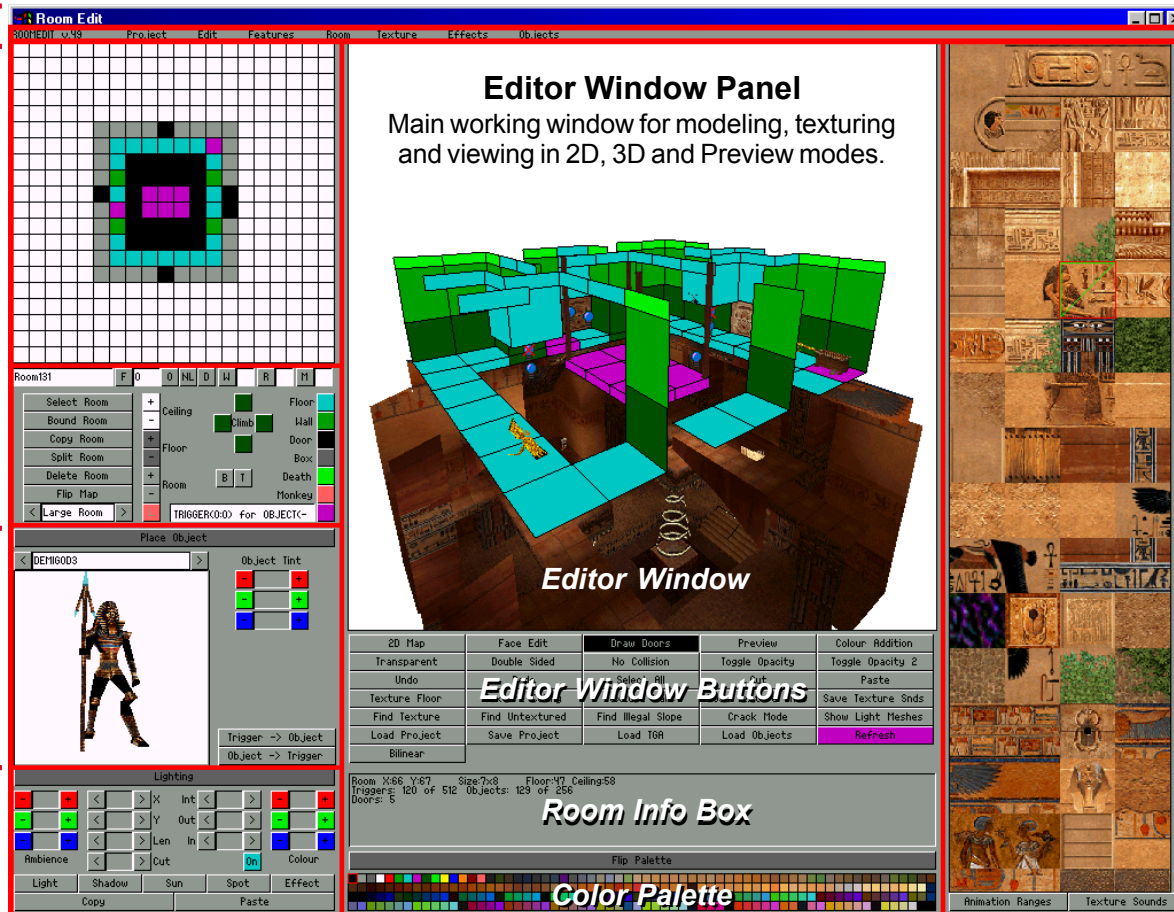 Room Edit
ROOMEDIT v.49 Project Edit Features Room Texture Effects Objects
Editor Window Panel
Main working window for modeling, texturing
and viewing in 2D, 3D and Preview modes.
Room131 F 0 O NL D W R M
Select Room
Bound Room
Copy Room
Split Room
Delete Room
Flip Map
< Large Room >
+
-
Ceiling
+
-
Floor
+
-
Room
Climb
B T
Floor
Wall
Door
Box
Death
Monkey
TRIGGER(0:0) for OBJECT(-
Place Object
< DEMIGOD3 >
Object Tint
- +
- +
- +
Trigger -> Object
Object -> Trigger
Editor Window
2D Map Face Edit Draw Doors Preview Colour Addition
Transparent Double Sided No Collision Toggle Opacity Toggle Opacity 2
Undo Select All Cut Paste
Editor Window Buttons
Texture Floor Save Texture Snds
Find Texture Find Untextured Find Illegal Slope Crack Mode Show Light Meshes
Load Project Save Project Load TGA Load Objects Refresh
Bilinear
Room X:66 Y:67 Size:7x8 Floor:47 Ceiling:58
Triggers: 120 of 512 Objects: 129 of 256
Doors: 5
Room Info Box
Flip Palette
Color Palette
Lighting
- + < > X Int < > - +
- + < > Y Out < > - +
- + < > Len In < > - +
Ambience < > Cut On Colour
Light Shadow Sun Spot Effect
Copy Paste
Animation Ranges Texture Sounds